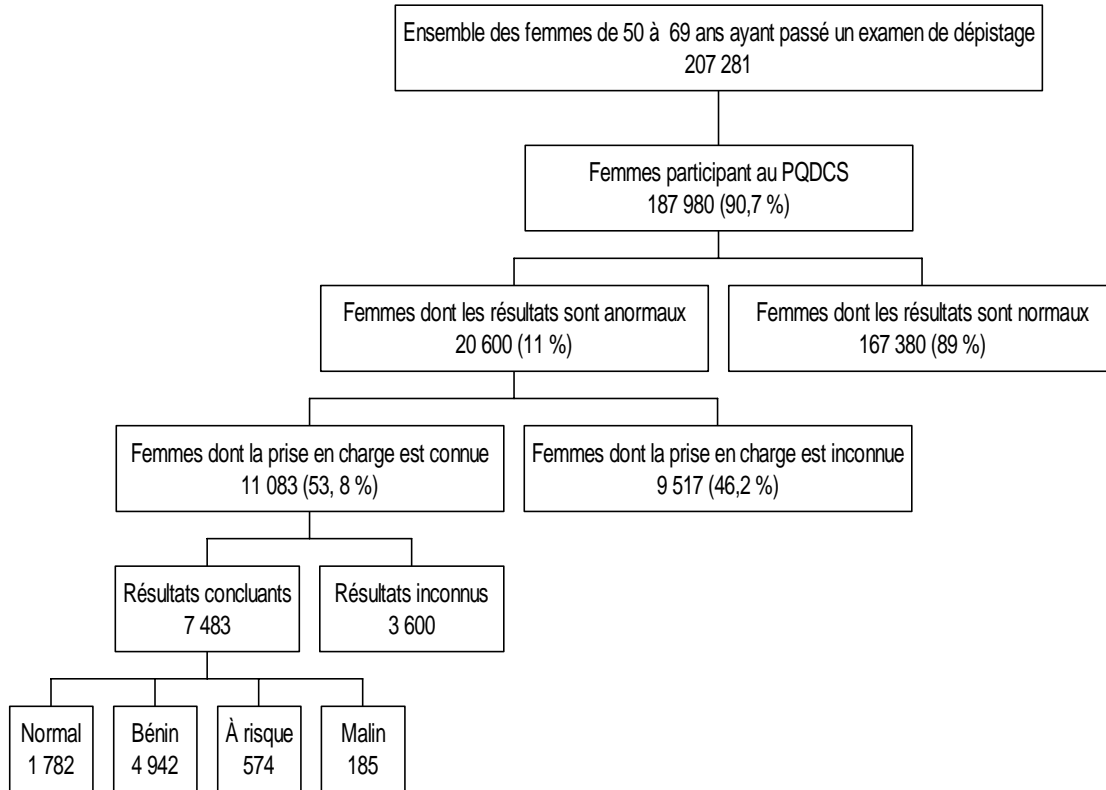 Ensemble des femmes de 50 à 69 ans ayant passé un examen de dépistage
207 281
Femmes participant au PQDCS
187 980 (90,7 %)
Femmes dont les résultats sont anormaux
20 600 (11 %)
Femmes dont les résultats sont normaux
167 380 (89 %)
Femmes dont la prise en charge est connue
11 083 (53, 8 %)
Femmes dont la prise en charge est inconnue
9 517 (46,2 %)
Résultats concluants
7 483
Résultats inconnus
3 600
Normal
1 782
Bénin
4 942
À risque
574
Malin
185